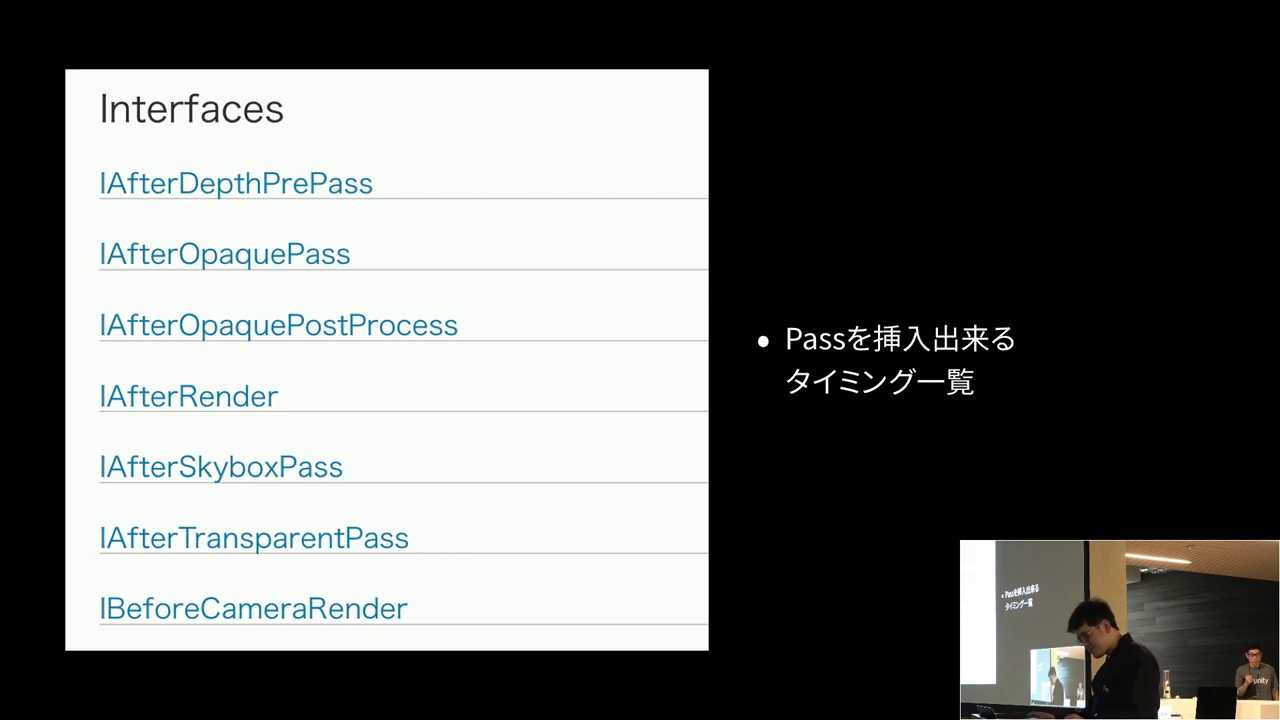 Interfaces
IAfterDepthPrePass
IAfterOpaquePass
IAfterOpaquePostProcess
IAfterRender
IAfterSkyboxPass
IAfterTransparentPass
IBeforeCameraRender
• Passを挿入出来る
タイミング一覧
• Passを挿入出来る
タイミング一覧
unity